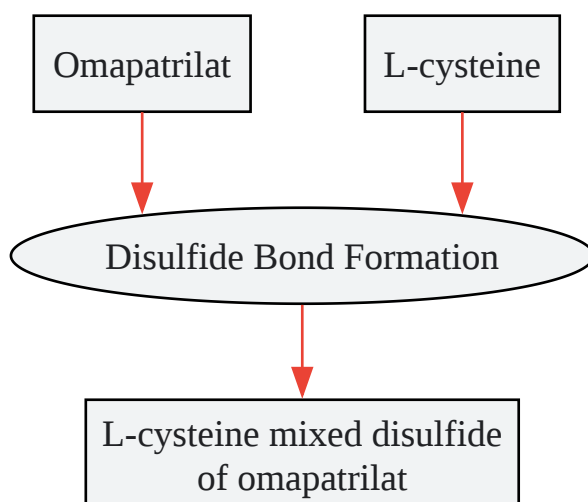 Omapatrilat
L-cysteine
Disulfide Bond Formation
L-cysteine mixed disulfide
of omapatrilat